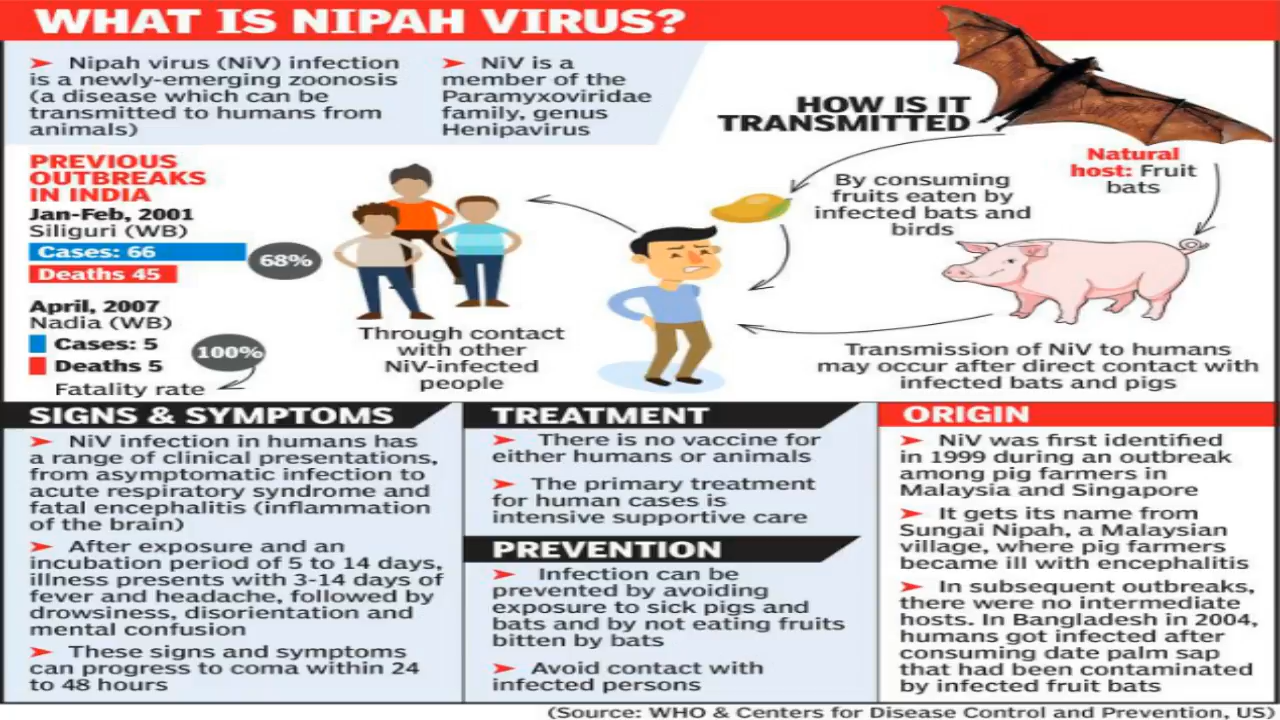 WHAT IS NIPAH VIRUS?
➤ Nipah virus (NiV) infection
is a newly-emerging zoonosis
(a disease which can be
transmitted to humans from
animals)
➤ NiV is a
member of the
Paramyxoviridae
family, genus
Henipavirus
HOW IS IT
TRANSMITTED
Natural
host: Fruit
bats
By consuming
fruits eaten by
infected bats and
birds
PREVIOUS
OUTBREAKS
IN INDIA
Jan-Feb, 2001
Siliguri (WB)
Cases: 66
Deaths 45
68%
April, 2007
Nadia (WB)
Cases: 5
Deaths 5
100%
Fatality rate
Through contact
with other
NiV-infected
people
Transmission of NiV to humans
may occur after direct contact with
infected bats and pigs
SIGNS & SYMPTOMS
➤ NiV infection in humans has
a range of clinical presentations,
from asymptomatic infection to
acute respiratory syndrome and
fatal encephalitis (inflammation
of the brain)
➤ After exposure and an
incubation period of 5 to 14 days,
illness presents with 3-14 days of
fever and headache, followed by
drowsiness, disorientation and
mental confusion
➤ These signs and symptoms
can progress to coma within 24
to 48 hours
TREATMENT
➤ There is no vaccine for
either humans or animals
➤ The primary treatment
for human cases is
intensive supportive care
PREVENTION
➤ Infection can be
prevented by avoiding
exposure to sick pigs and
bats and by not eating fruits
bitten by bats
➤ Avoid contact with
infected persons
ORIGIN
➤ NiV was first identified
in 1999 during an outbreak
among pig farmers in
Malaysia and Singapore
➤ It gets its name from
Sungai Nipah, a Malaysian
village, where pig farmers
became ill with encephalitis
➤ In subsequent outbreaks,
there were no intermediate
hosts. In Bangladesh in 2004,
humans got infected after
consuming date palm sap
that had been contaminated
by infected fruit bats
(Source: WHO & Centers for Disease Control and Prevention, US)